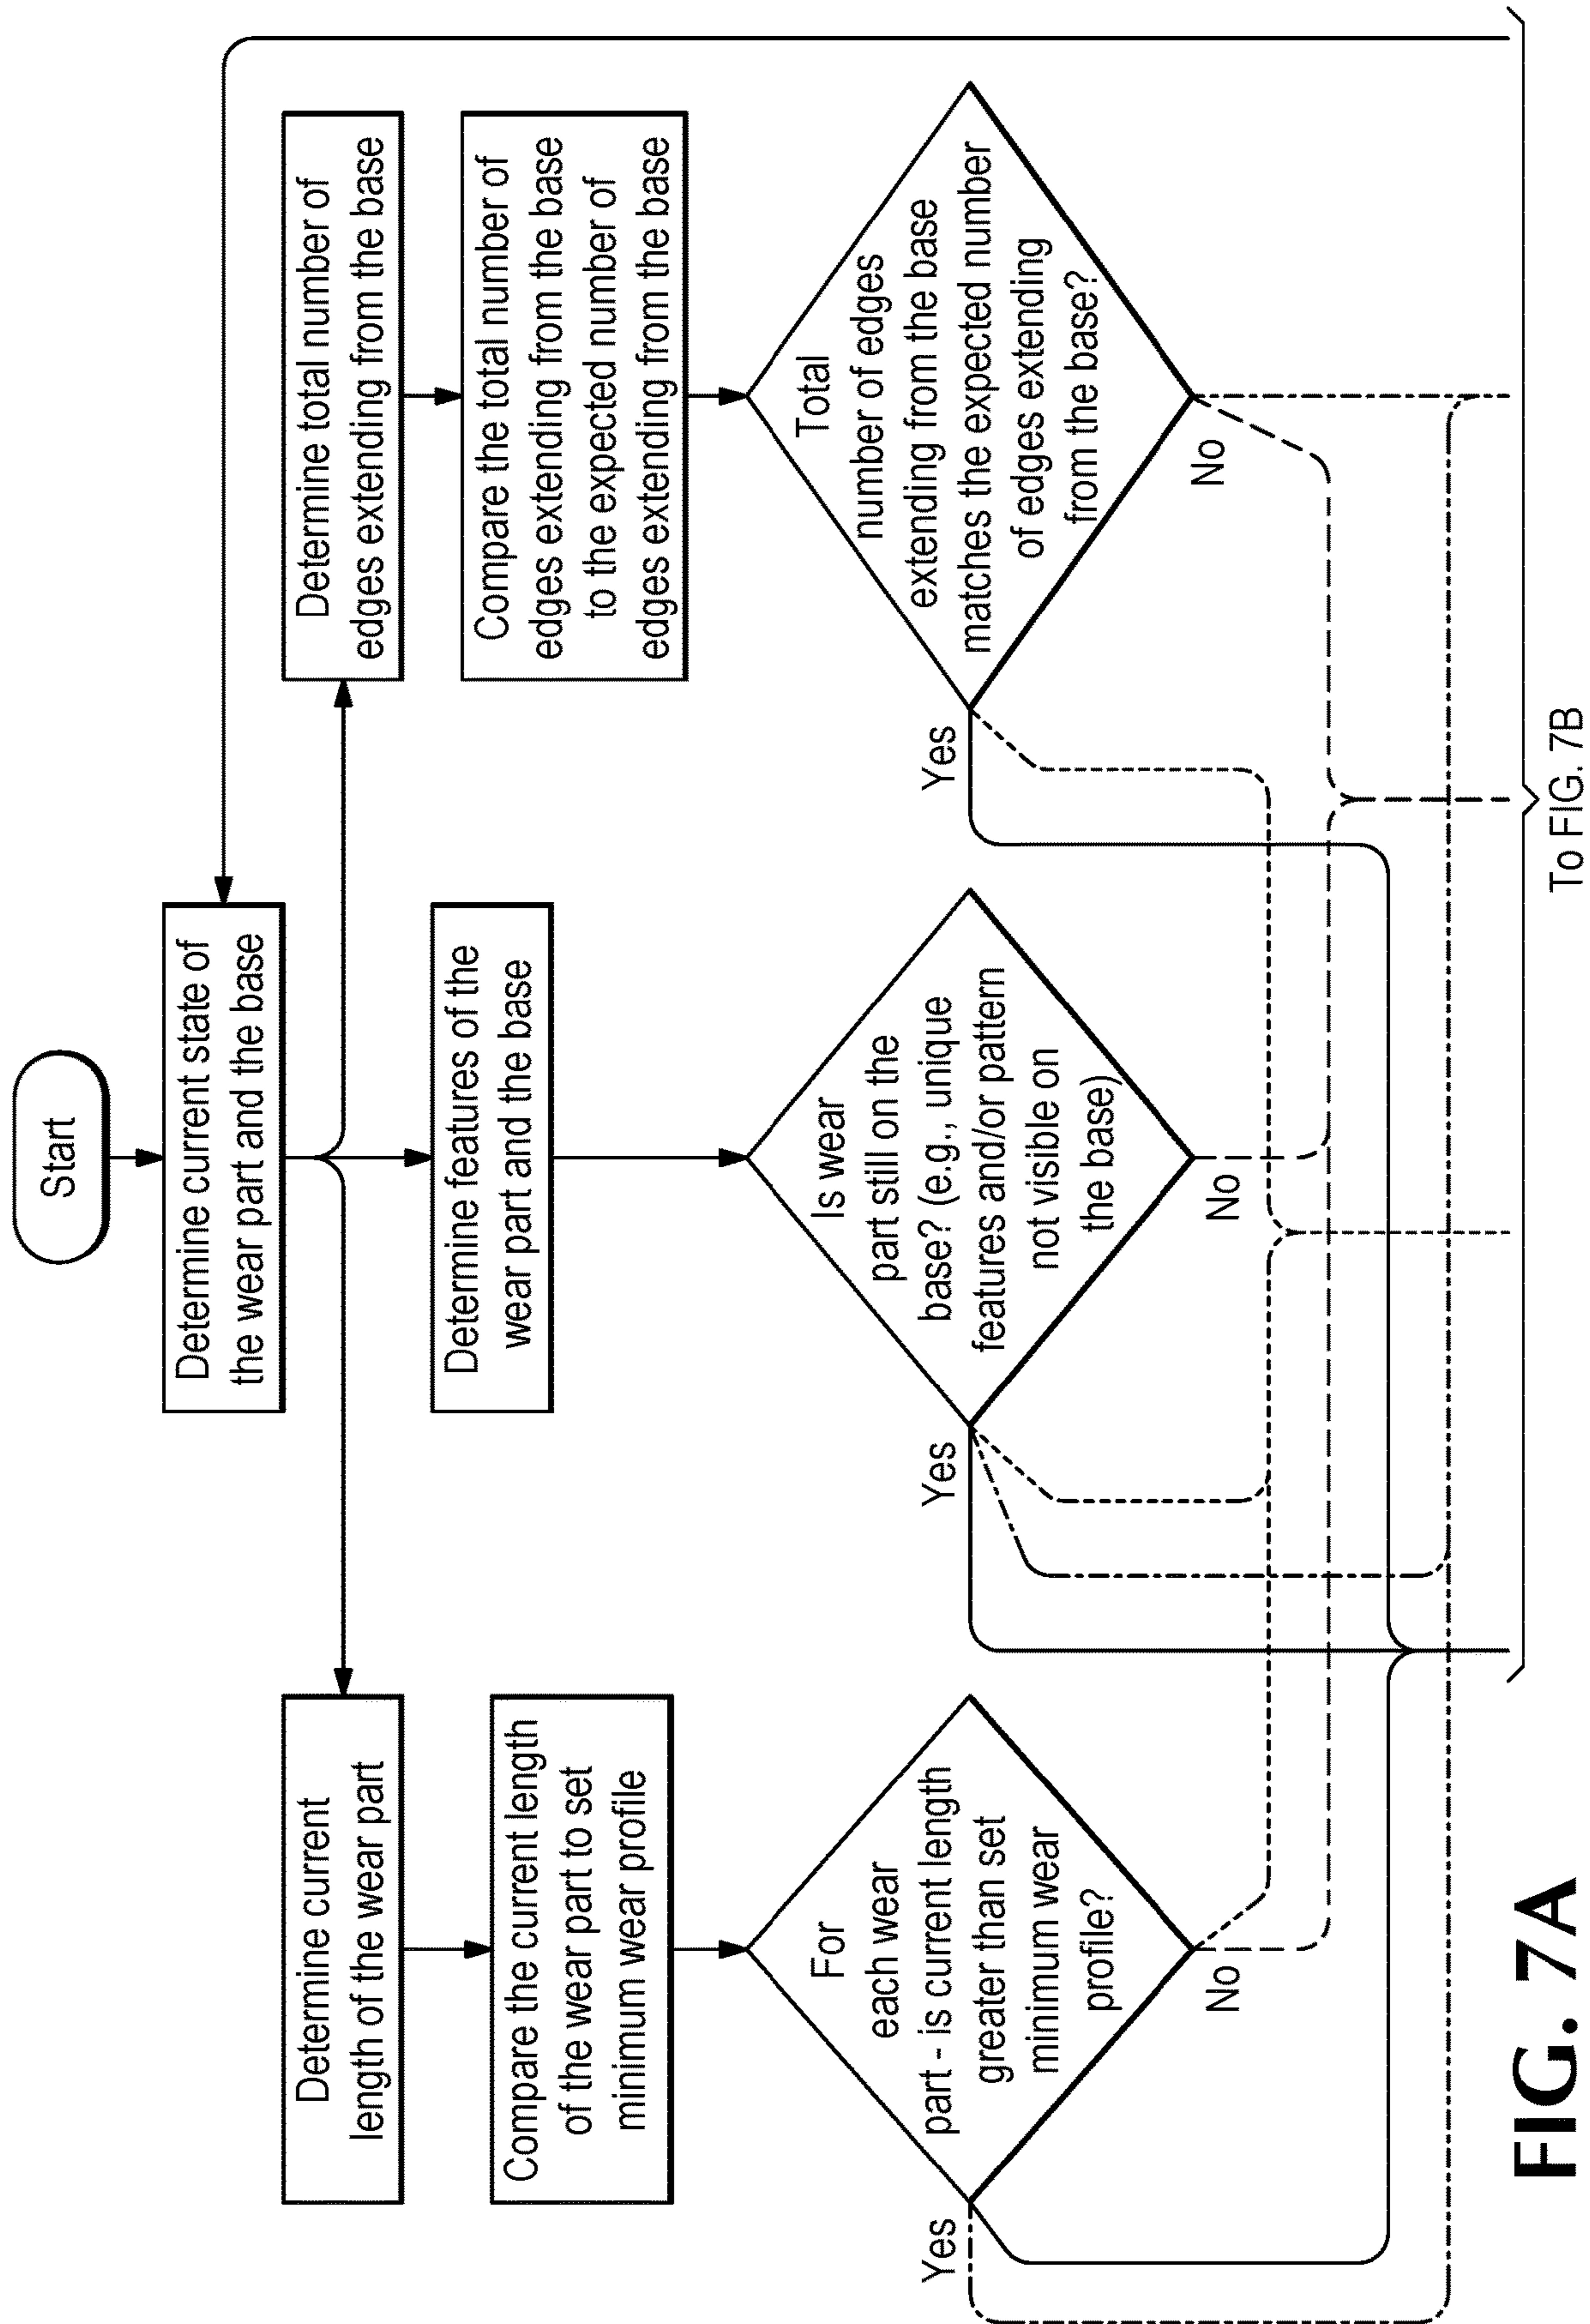 Start
Determine current state of
the wear part and the base
Determine current
length of the wear part
Compare the current length
of the wear part to set
minimum wear profile
For
each wear
part - is current length
greater than set
minimum wear
profile?
Yes
No
Determine features of the
wear part and the base
Is wear
part still on the
base? (e.g., unique
features and/or pattern
not visible on
the base)
Yes
No
Determine total number of
edges extending from the base
Compare the total number of
edges extending from the base
to the expected number of
edges extending from the base
Total
number of edges
extending from the base
matches the expected number
of edges extending
from the base?
Yes
No
To FIG. 7B
FIG. 7A